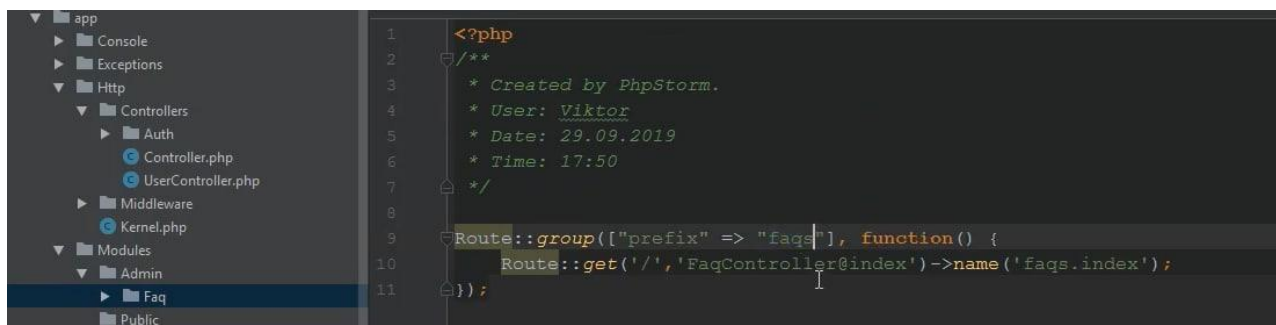 app
Console
Exceptions
Http
Controllers
Auth
Controller.php
UserController.php
Middleware
Kernel.php
Modules
Admin
Faq
Public
1 <?php
2 /**
3 * Created by PhpStorm.
4 * User: Viktor
5 * Date: 29.09.2019
6 * Time: 17:50
7 */
8
9 Route::group(["prefix" => "faqs"], function() {
10 Route::get('/','FaqController@index')->name('faqs.index');
11 });